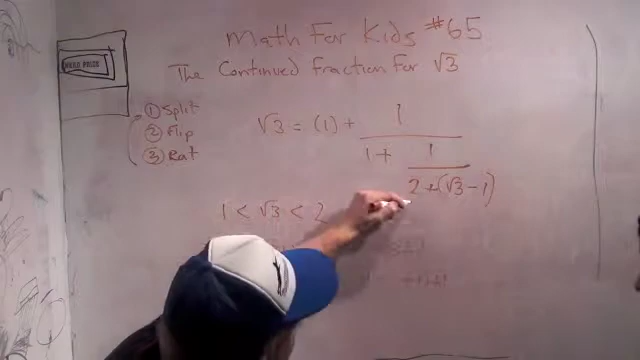 Math For Kids #65
The Continued Fraction For √3
① Split
② Flip
③ Rat
√3 = (1) + 1
1 + 1
2 + (√3 - 1)
1 < √3 < 2